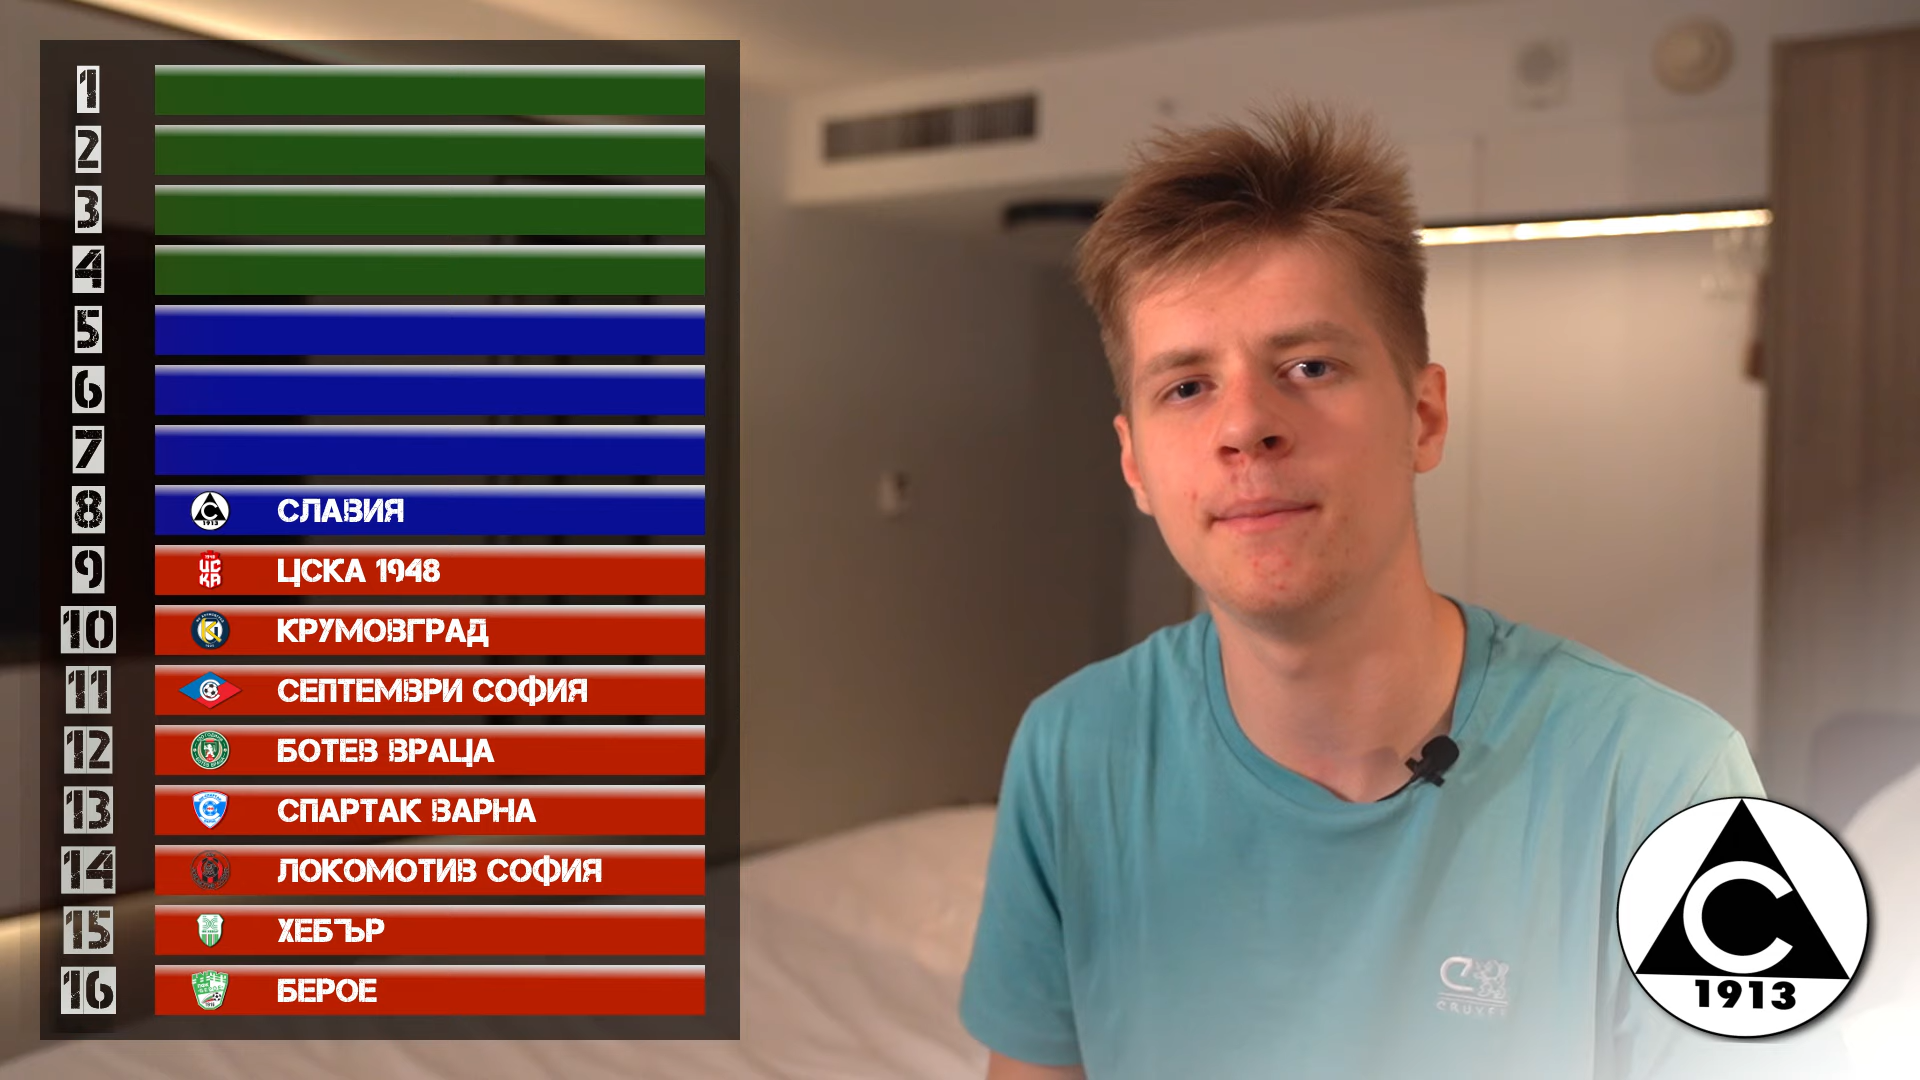 1
2
3
4
5
6
7
8 СЛАВИЯ
9 ЦСКА 1948
10 КРУМОВГРАД
11 СЕПТЕМВРИ СОФИЯ
12 БОТЕВ ВРАЦА
13 СПАРТАК ВАРНА
14 ЛОКОМОТИВ СОФИЯ
15 ХЕБЪР
16 БЕРОЕ
CRUYFF
С
1913